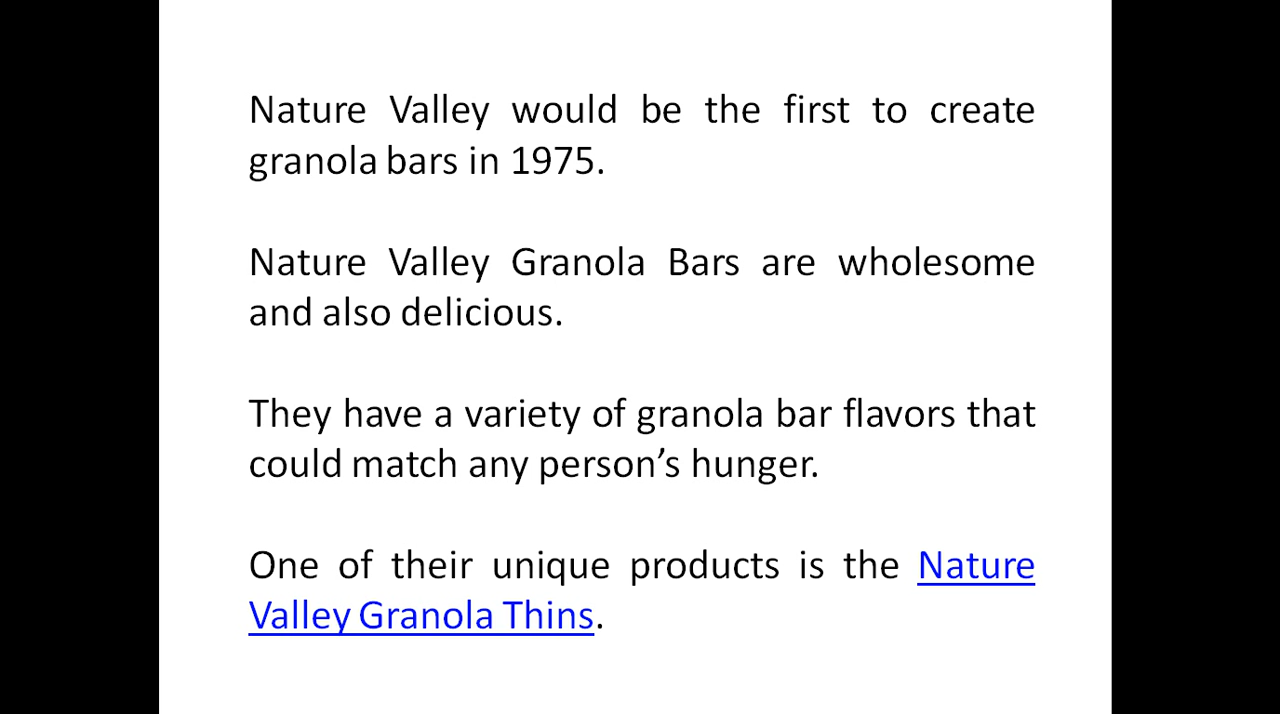 Nature Valley would be the first to create
granola bars in 1975.
Nature Valley Granola Bars are wholesome
and also delicious.
They have a variety of granola bar flavors that
could match any person’s hunger.
One of their unique products is the Nature
Valley Granola Thins.